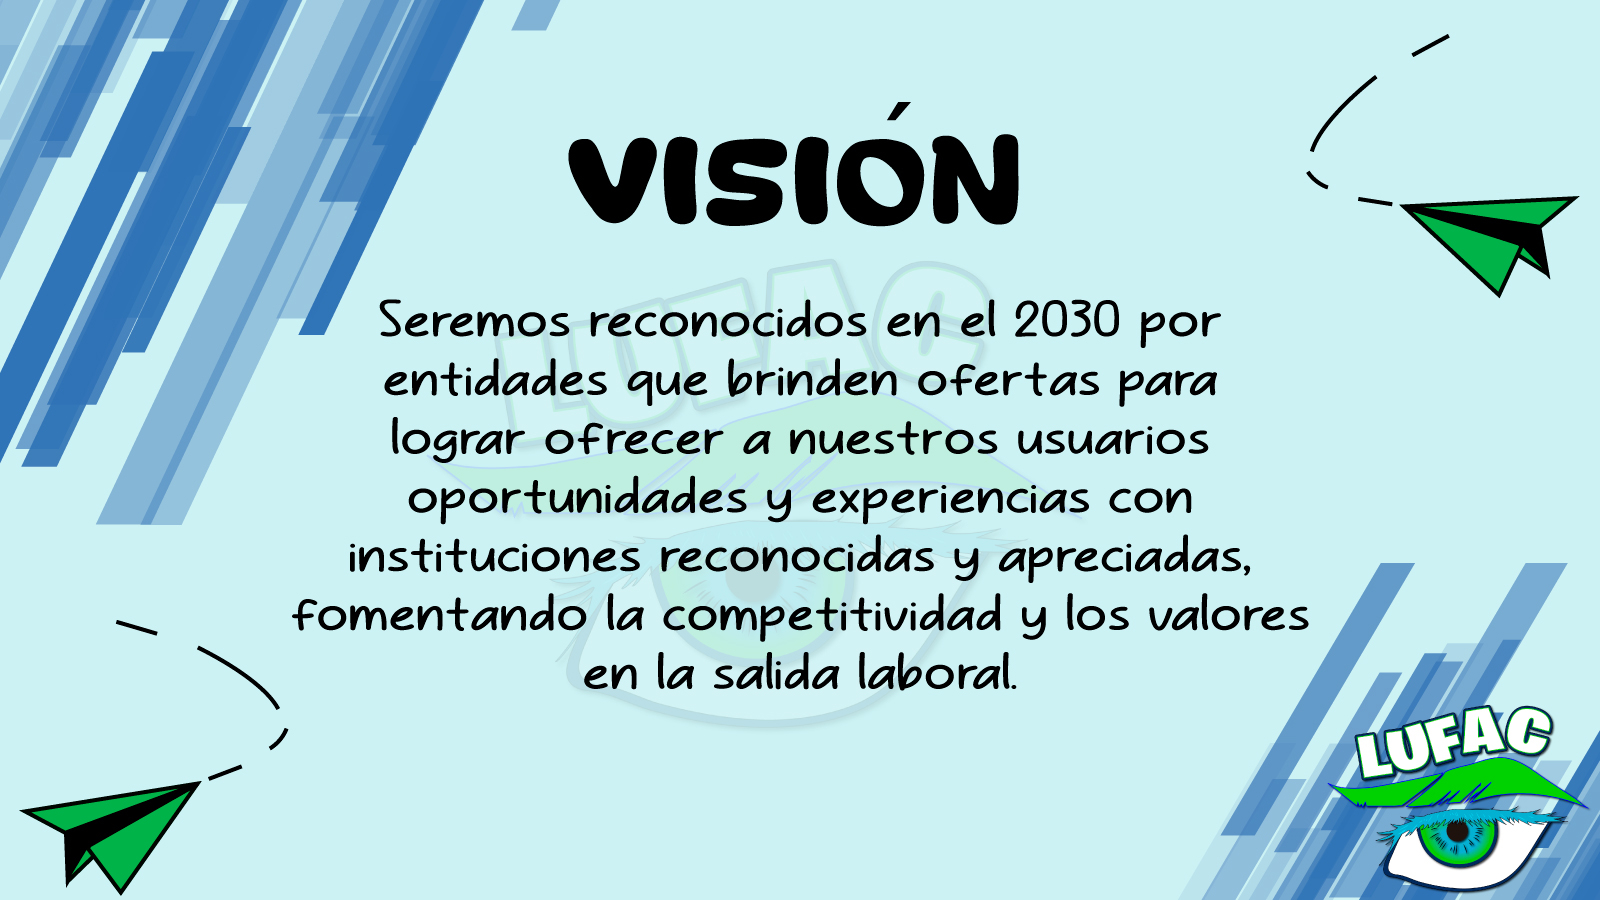 VISIÓN
LUFAC
Seremos reconocidos en el 2030 por
entidades que brinden ofertas para
lograr ofrecer a nuestros usuarios
oportunidades y experiencias con
instituciones reconocidas y apreciadas,
fomentando la competitividad y los valores
en la salida laboral.
LUFAC